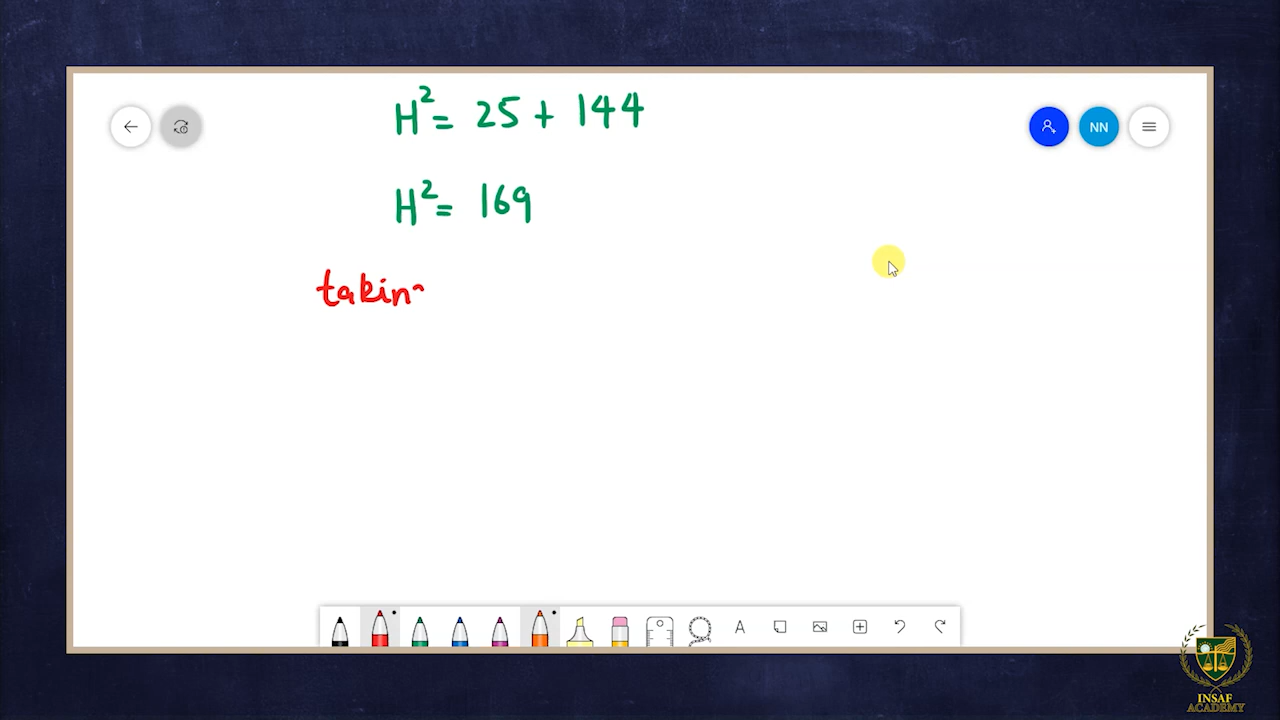 H² = 25 + 144
NN
H² = 169
takin
A
INSAF
ACADEMY